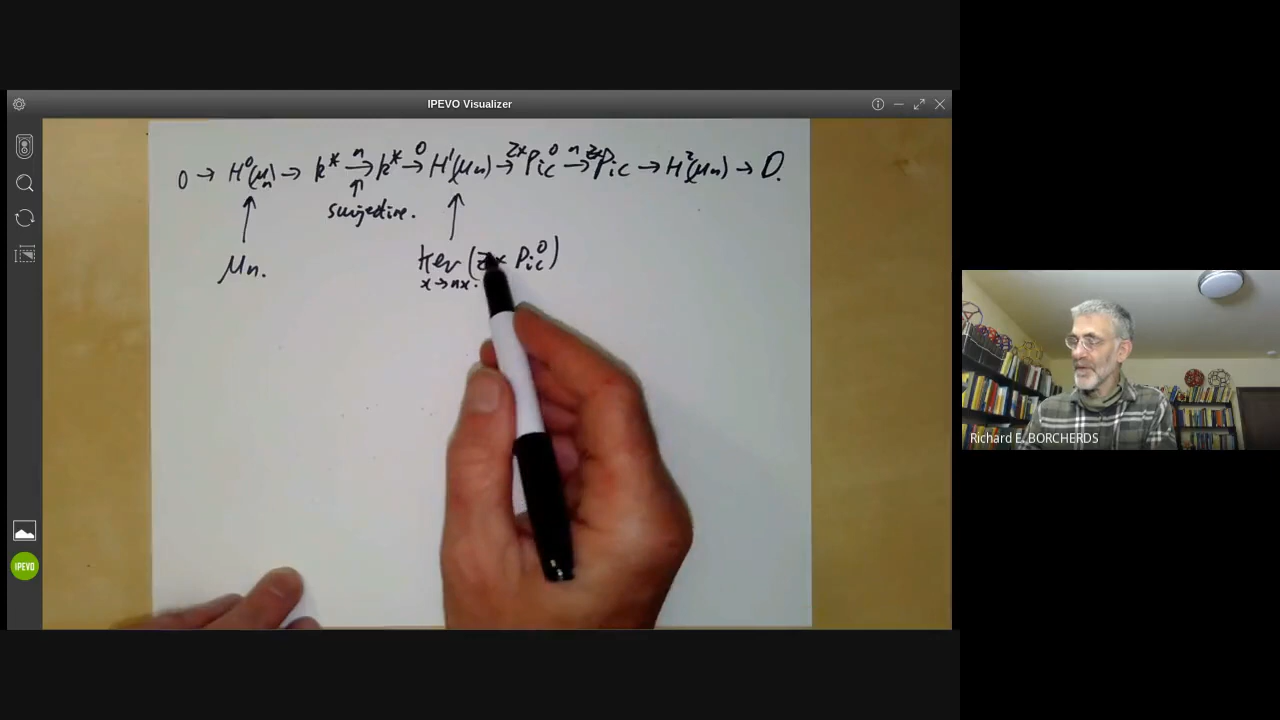 IPEVO Visualizer
0 → H⁰(μₙ) → k* →ⁿ k* →⁰ H¹(μₙ) → Z× Pic⁰ →ⁿ Z× Pic → H²(μₙ) → 0.
↑ surjective.
μₙ. Ker (Z× Pic⁰)
x → nx.
Richard E. BORCHERDS
IPEVO